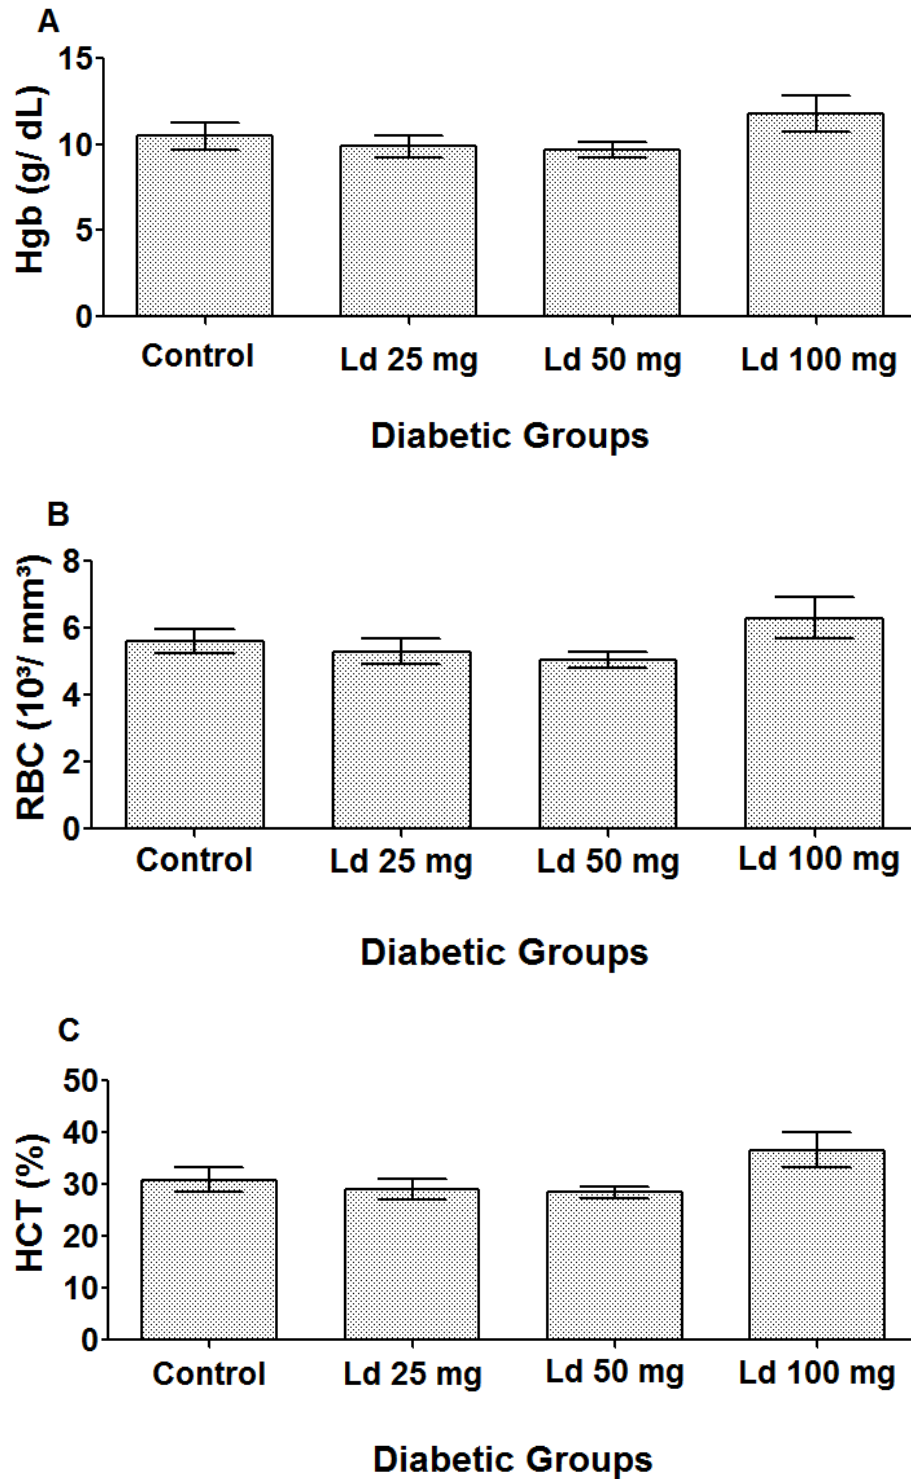 A
Hgb (g/ dL)
15
10
5
0
Control Ld 25 mg Ld 50 mg Ld 100 mg
Diabetic Groups
B
RBC (10³/ mm³)
8
6
4
2
0
Control Ld 25 mg Ld 50 mg Ld 100 mg
Diabetic Groups
C
HCT (%)
50
40
30
20
10
0
Control Ld 25 mg Ld 50 mg Ld 100 mg
Diabetic Groups